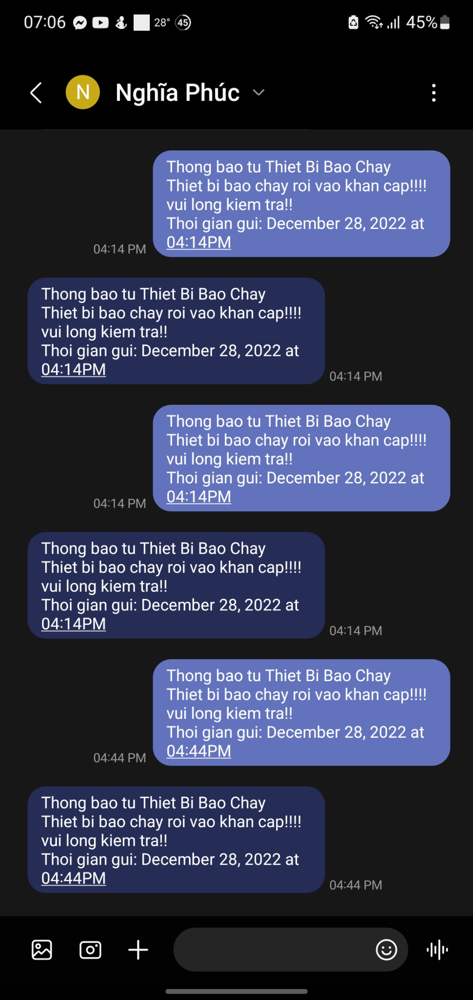 07:06 28° 45 45%
N Nghĩa Phúc
Thong bao tu Thiet Bi Bao Chay
Thiet bi bao chay roi vao khan cap!!!!
vui long kiem tra!!
Thoi gian gui: December 28, 2022 at
04:14PM
04:14 PM
Thong bao tu Thiet Bi Bao Chay
Thiet bi bao chay roi vao khan cap!!!!
vui long kiem tra!!
Thoi gian gui: December 28, 2022 at
04:14PM
04:14 PM
Thong bao tu Thiet Bi Bao Chay
Thiet bi bao chay roi vao khan cap!!!!
vui long kiem tra!!
Thoi gian gui: December 28, 2022 at
04:14PM
04:14 PM
Thong bao tu Thiet Bi Bao Chay
Thiet bi bao chay roi vao khan cap!!!!
vui long kiem tra!!
Thoi gian gui: December 28, 2022 at
04:14PM
04:14 PM
Thong bao tu Thiet Bi Bao Chay
Thiet bi bao chay roi vao khan cap!!!!
vui long kiem tra!!
Thoi gian gui: December 28, 2022 at
04:44PM
04:44 PM
Thong bao tu Thiet Bi Bao Chay
Thiet bi bao chay roi vao khan cap!!!!
vui long kiem tra!!
Thoi gian gui: December 28, 2022 at
04:44PM
04:44 PM